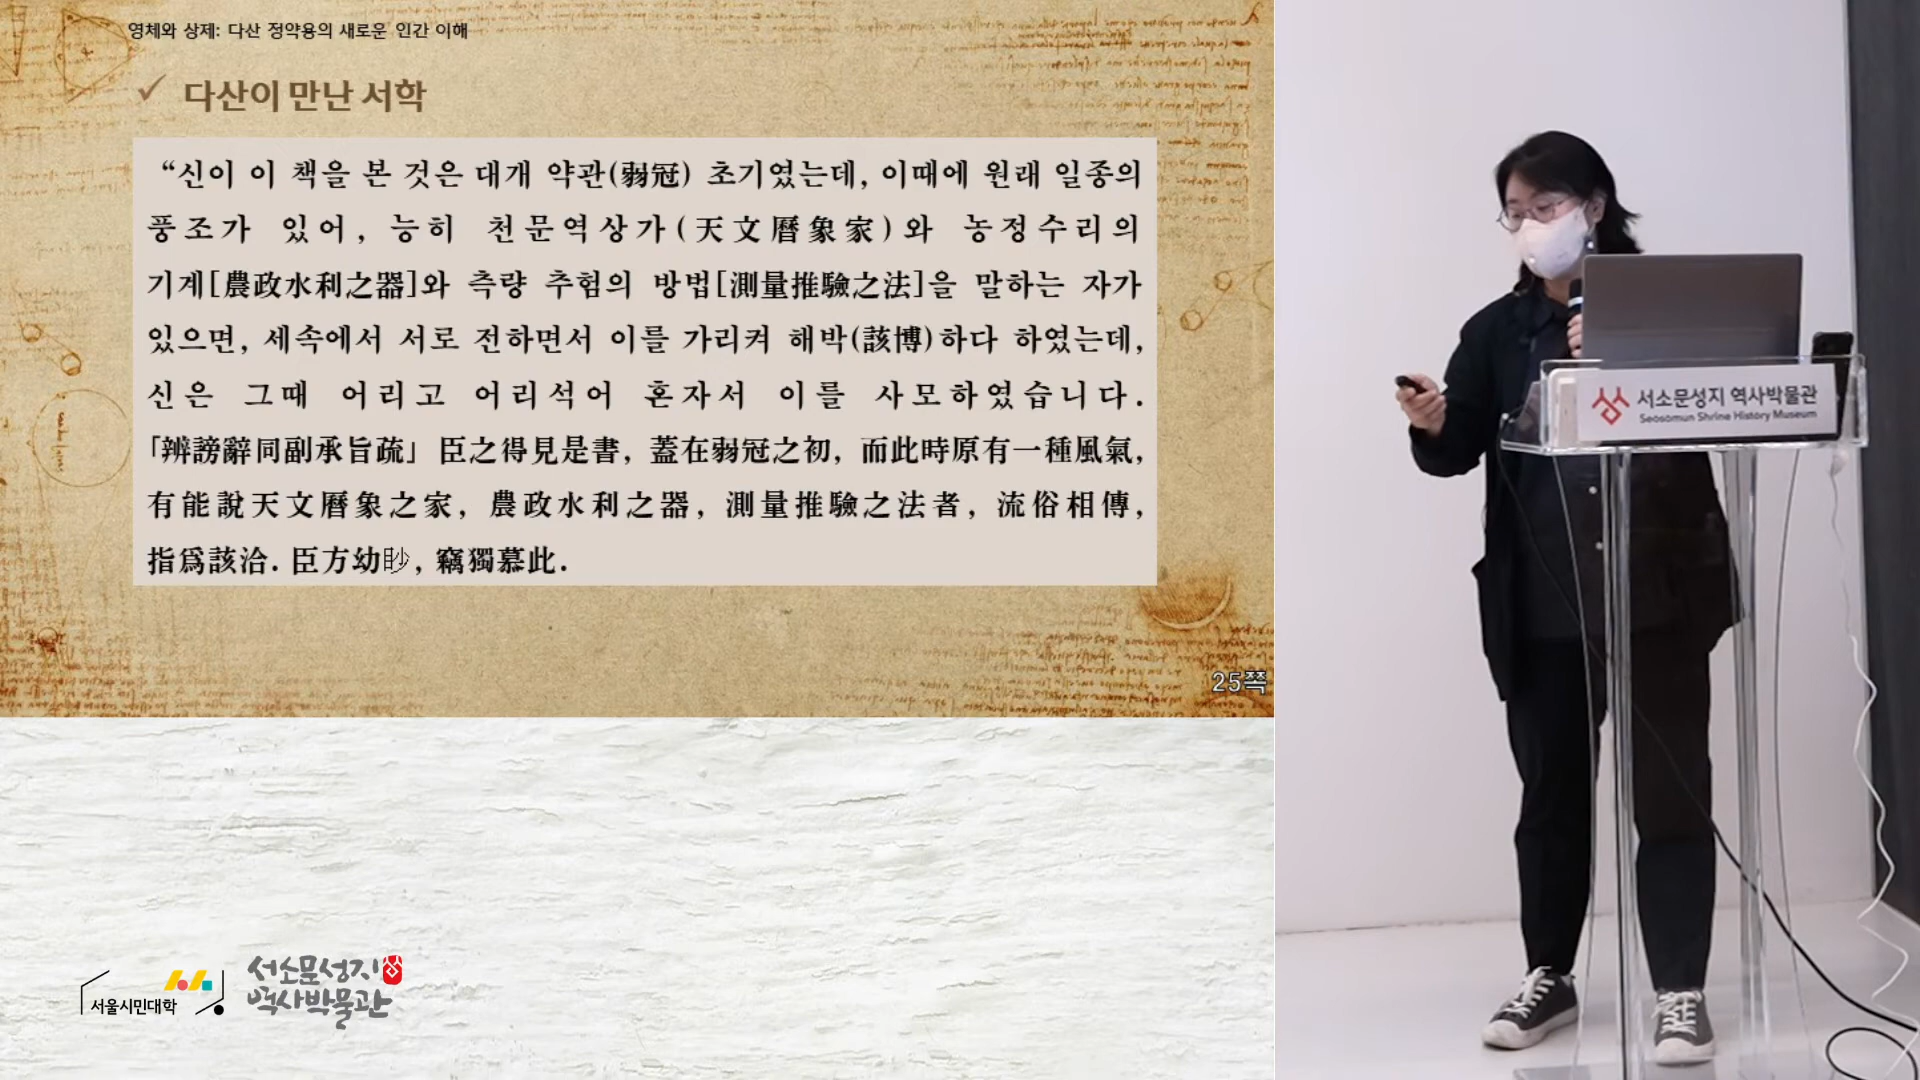 영체와 상제: 다산 정약용의 새로운 인간 이해
✓ 다산이 만난 서학
“신이 이 책을 본 것은 대개 약관(弱冠) 초기였는데, 이때에 원래 일종의
풍조가 있어, 능히 천문역상가(天文曆象家)와 농정수리의
기계[農政水利之器]와 측량 추험의 방법[測量推驗之法]을 말하는 자가
있으면, 세속에서 서로 전하면서 이를 가리켜 해박(該博)하다 하였는데,
신은 그때 어리고 어리석어 혼자서 이를 사모하였습니다.
「辨謗辭同副承旨疏」 臣之得見是書, 蓋在弱冠之初, 而此時原有一種風氣,
有能說天文曆象之家, 農政水利之器, 測量推驗之法者, 流俗相傳,
指爲該洽. 臣方幼眇, 竊獨慕此.
25쪽
서울시민대학
서소문성지
역사박물관
서소문성지 역사박물관
Seosomun Shrine History Museum